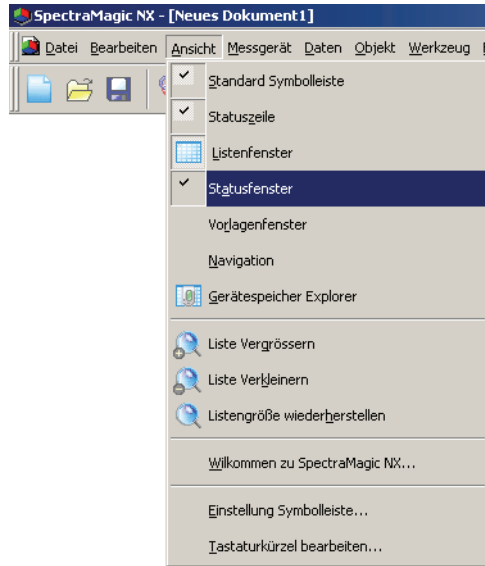 SpectraMagic NX - [Neues Dokument1]
Datei Bearbeiten Ansicht Messgerät Daten Objekt Werkzeug
Standard Symbolleiste
Statuszeile
Listenfenster
Statusfenster
Vorlagenfenster
Navigation
Gerätespeicher Explorer
Liste Vergrössern
Liste Verkleinern
Listengröße wiederherstellen
Wilkommen zu SpectraMagic NX...
Einstellung Symbolleiste...
Tastaturkürzel bearbeiten...